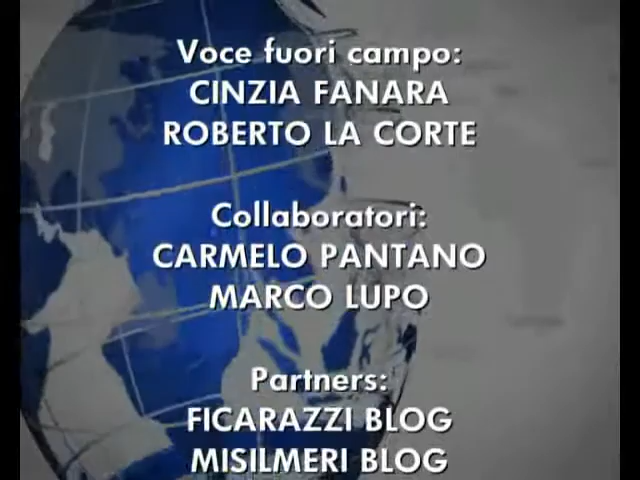 Voce fuori campo:
CINZIA FANARA
ROBERTO LA CORTE
Collaboratori:
CARMELO PANTANO
MARCO LUPO
Partners:
FICARAZZI BLOG
MISILMERI BLOG